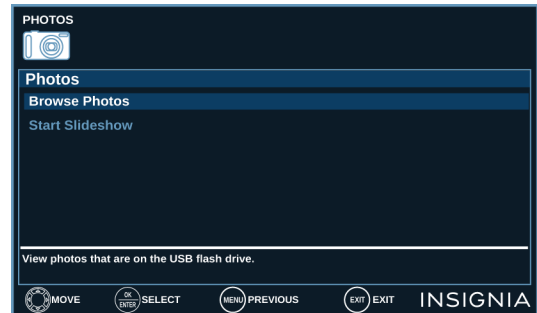 PHOTOS
Photos
Browse Photos
Start Slideshow
View photos that are on the USB flash drive.
MOVE OK ENTER SELECT MENU PREVIOUS EXIT EXIT INSIGNIA